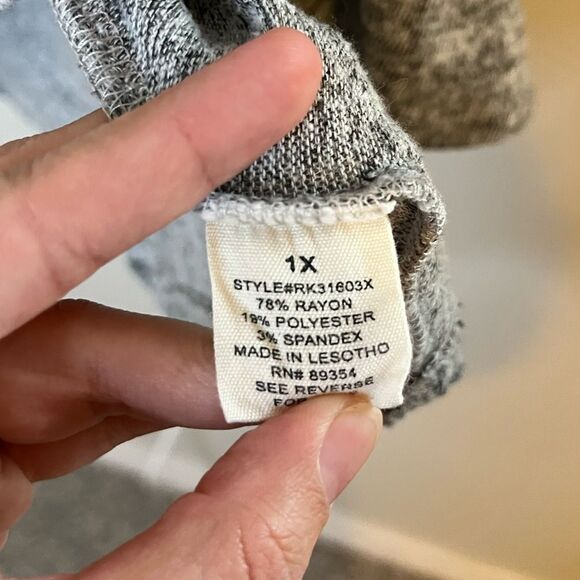 1X
STYLE#RK31603X
78% RAYON
19% POLYESTER
3% SPANDEX
MADE IN LESOTHO
RN# 89354
SEE REVERSE